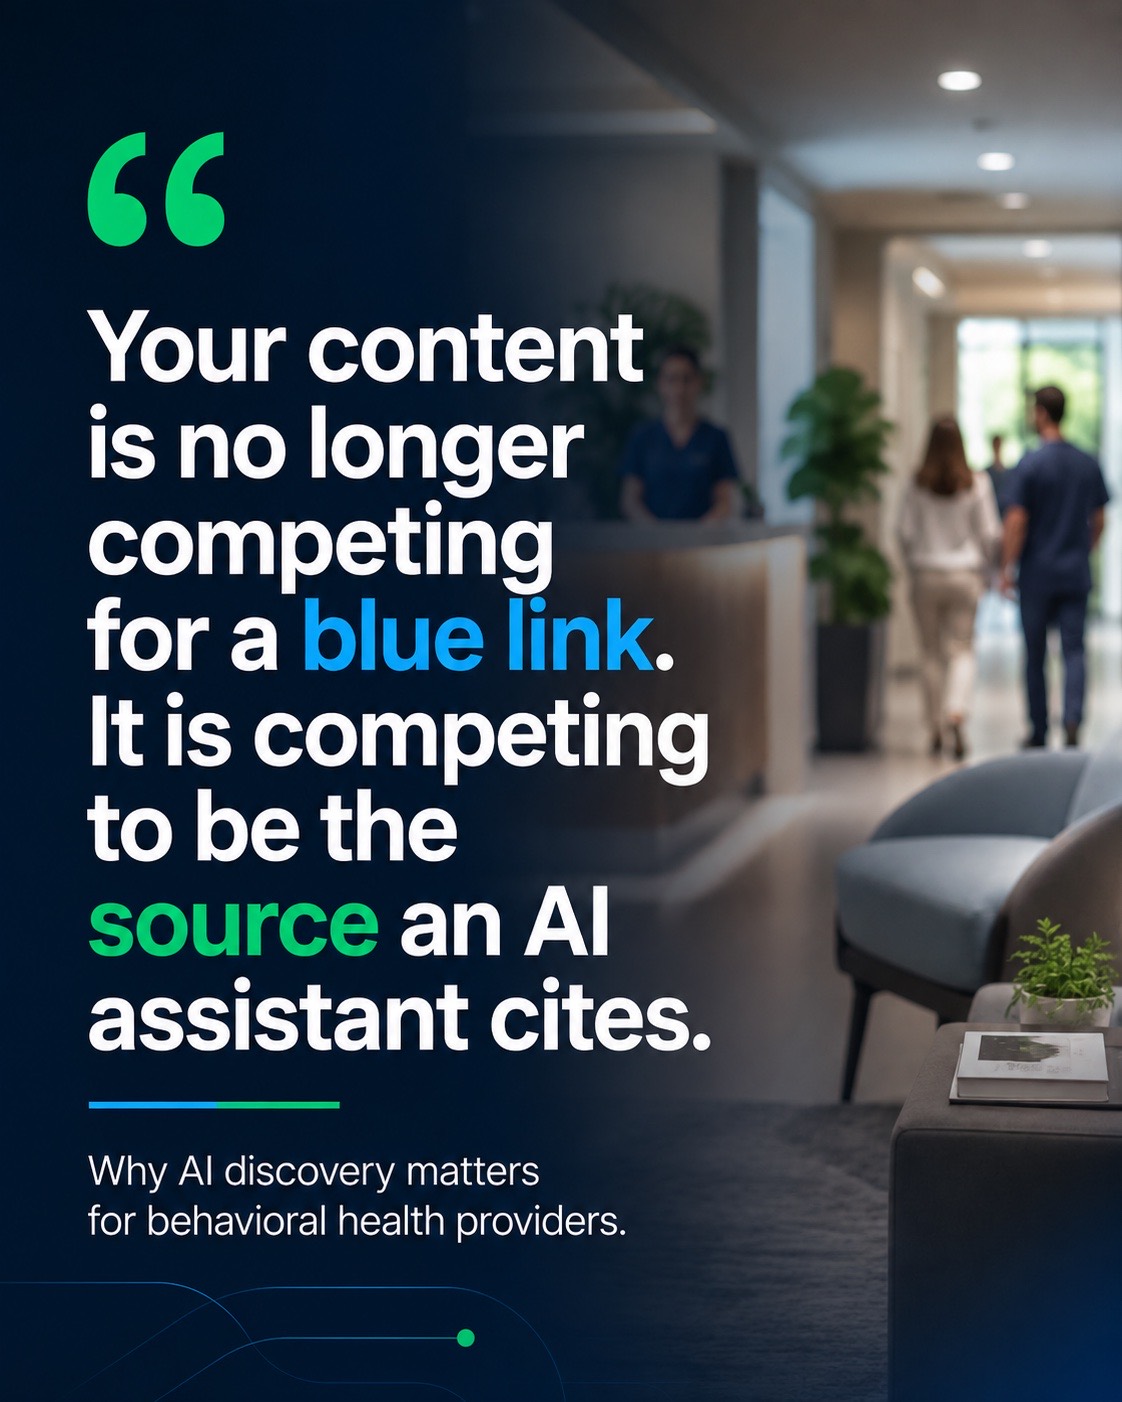 “
Your content
is no longer
competing
for a blue link.
It is competing
to be the
source an AI
assistant cites.
Why AI discovery matters
for behavioral health providers.